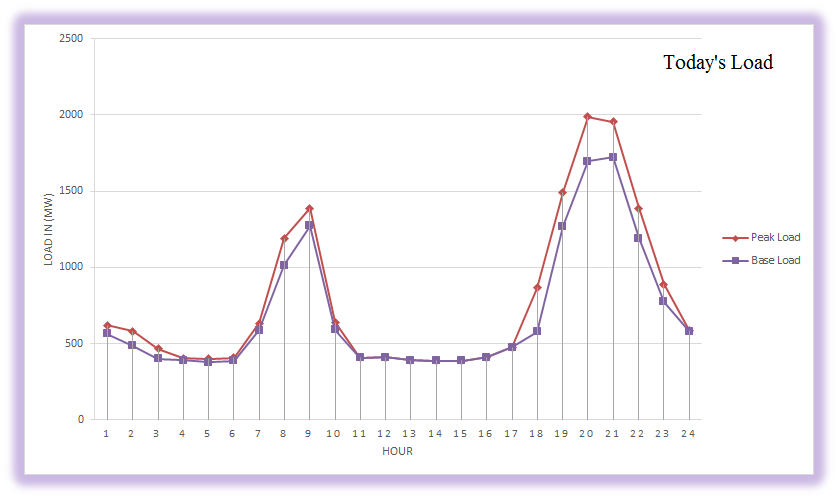 Today's Load
2500
2000
1500
1000
500
0
LOAD IN (MW)
1 2 3 4 5 6 7 8 9 10 11 12 13 14 15 16 17 18 19 20 21 22 23 24
HOUR
Peak Load
Base Load